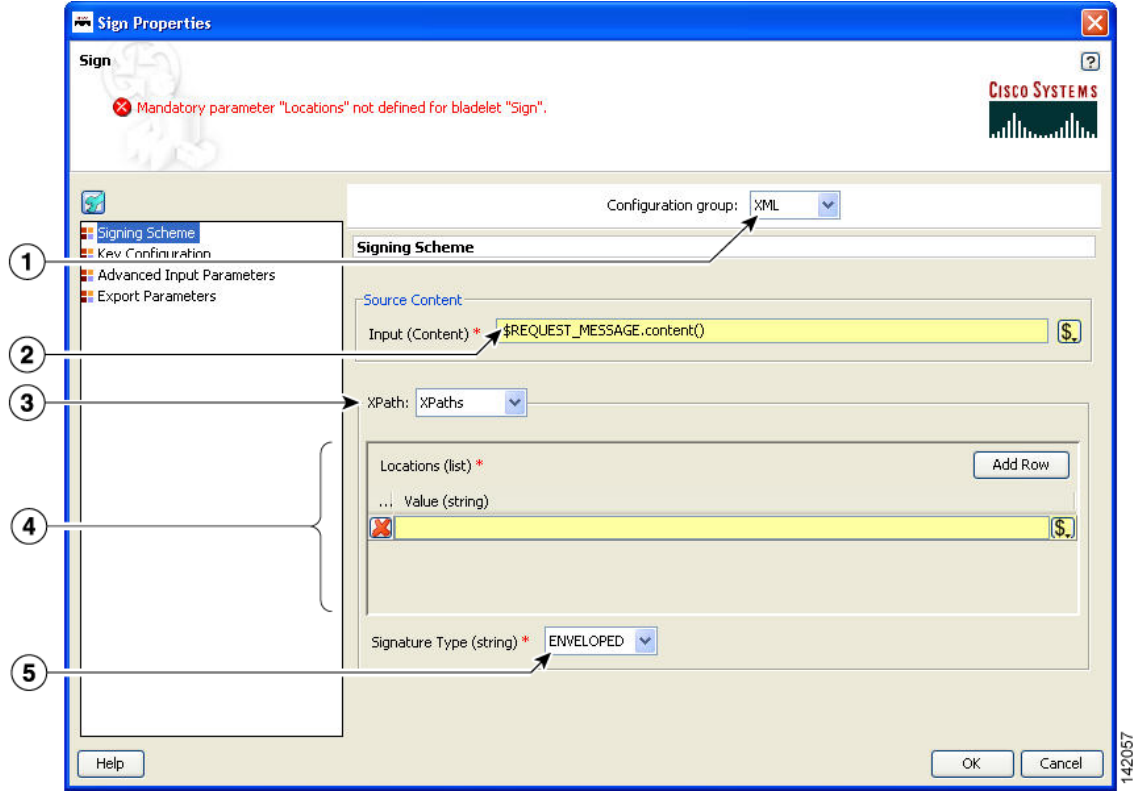 Sign Properties
Sign
Mandatory parameter "Locations" not defined for bladelet "Sign".
CISCO SYSTEMS
Configuration group: XML
Signing Scheme
Key Configuration
Advanced Input Parameters
Export Parameters
Signing Scheme
1
Source Content
Input (Content) * $REQUEST_MESSAGE.content()
$
2
XPath: XPaths
3
Locations (list) *
Add Row
... Value (string)
$
4
Signature Type (string) * ENVELOPED
5
Help
OK
Cancel
142057